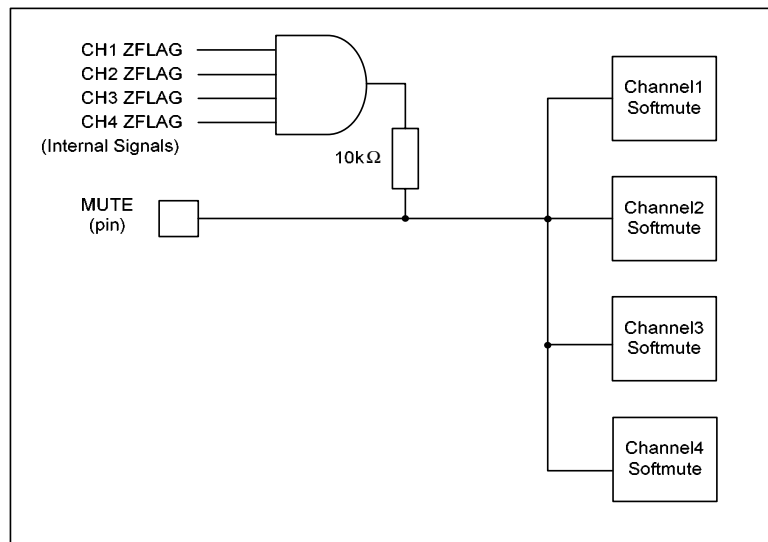 CH1 ZFLAG
CH2 ZFLAG
CH3 ZFLAG
CH4 ZFLAG
(Internal Signals)
10kΩ
MUTE
(pin)
Channel1
Softmute
Channel2
Softmute
Channel3
Softmute
Channel4
Softmute